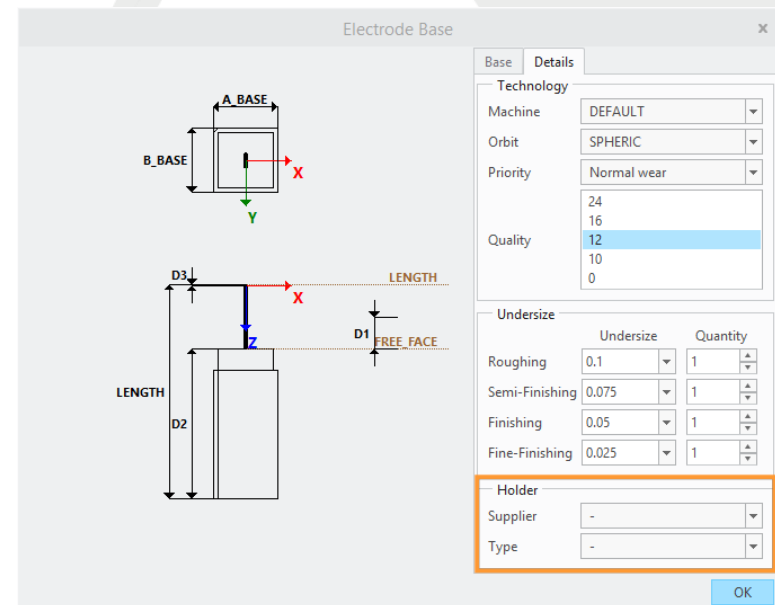 Electrode Base x
Base Details
Technology
Machine DEFAULT
Orbit SPHERIC
Priority Normal wear
24
16
Quality 12
10
0
Undersize
Undersize Quantity
Roughing 0.1 1
Semi-Finishing 0.075 1
Finishing 0.05 1
Fine-Finishing 0.025 1
Holder
Supplier -
Type -
OK
A_BASE
B_BASE
X
Y
D3
LENGTH
X
D1
FREE_FACE
Z
LENGTH
D2